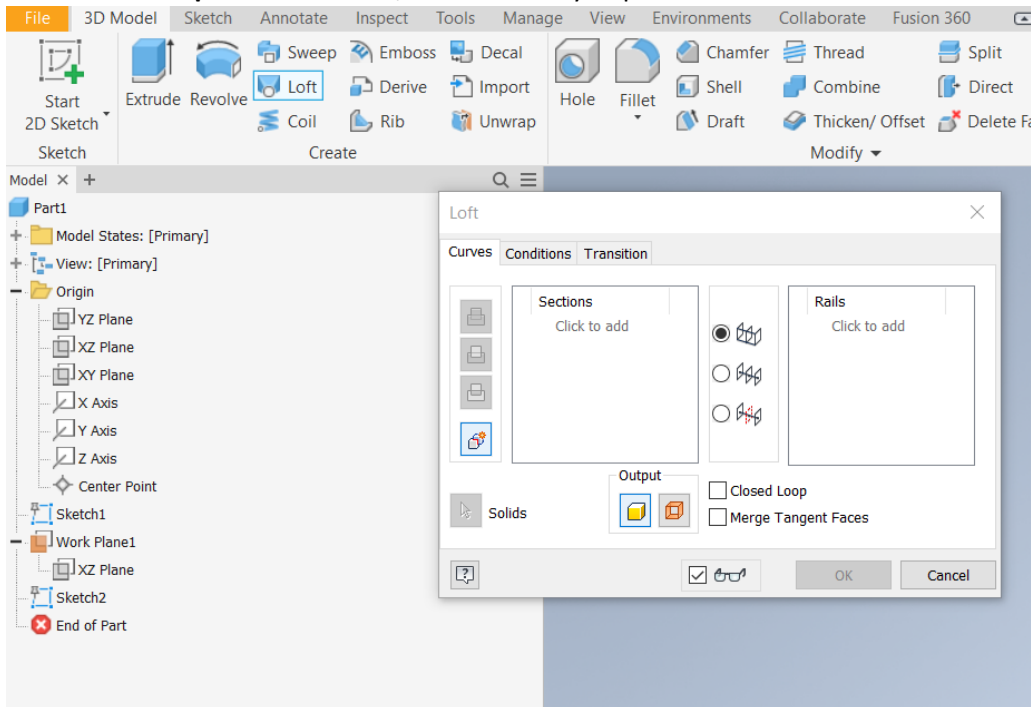 File 3D Model Sketch Annotate Inspect Tools Manage View Environments Collaborate Fusion 360
Sweep Emboss Decal Chamfer Thread Split
Start 2D Sketch Extrude Revolve Loft Derive Import Hole Fillet Shell Combine Direct
Coil Rib Unwrap Draft Thicken/ Offset Delete Fa
Sketch Create Modify
Model × +
Part1
Model States: [Primary]
View: [Primary]
Origin
YZ Plane
XZ Plane
XY Plane
X Axis
Y Axis
Z Axis
Center Point
Sketch1
Work Plane1
XZ Plane
Sketch2
End of Part
Loft
Curves Conditions Transition
Sections Rails
Click to add Click to add
Output
Solids Closed Loop
Merge Tangent Faces
OK Cancel